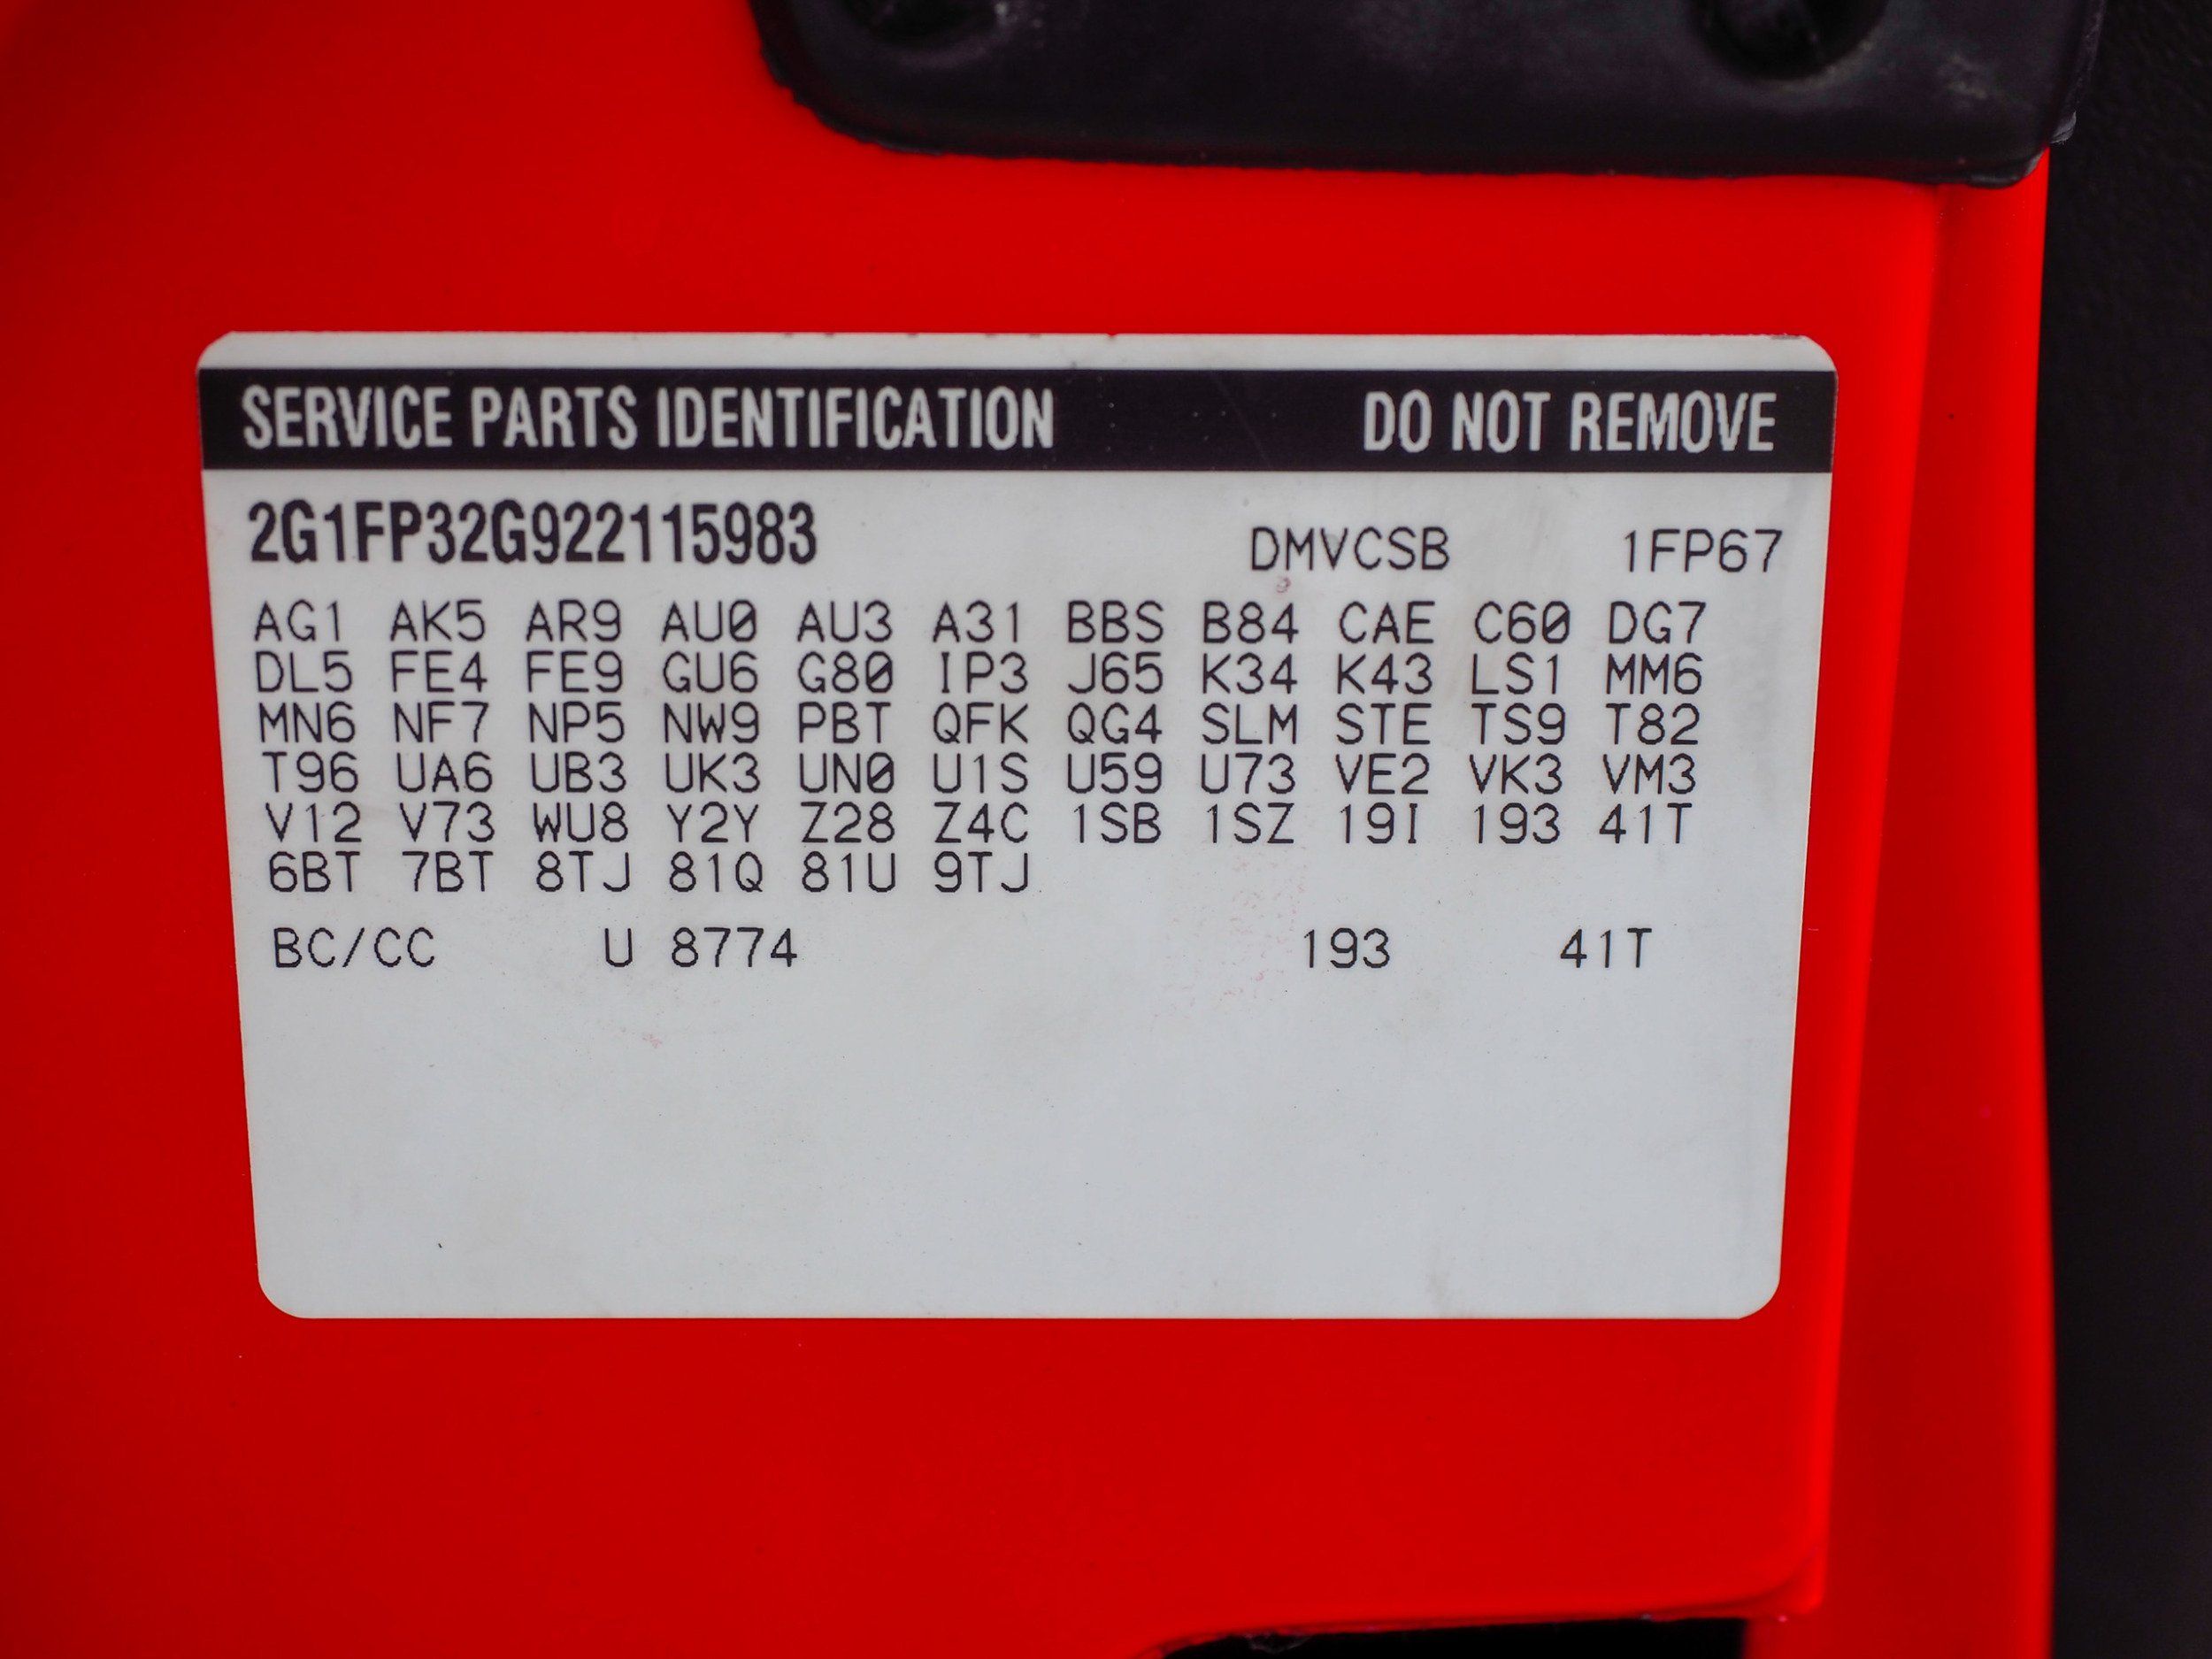 SERVICE PARTS IDENTIFICATION DO NOT REMOVE
2G1FP32G922115983 DMVCSB 1FP67
AG1 AK5 AR9 AU0 AU3 A31 BBS B84 CAE C60 DG7
DL5 FE4 FE9 GU6 G80 IP3 J65 K34 K43 LS1 MM6
MN6 NF7 NP5 NW9 PBT QFK QG4 SLM STE TS9 T82
T96 UA6 UB3 UK3 UN0 U1S U59 U73 VE2 VK3 VM3
V12 V73 WU8 Y2Y Z28 Z4C 1SB 1SZ 19I 193 41T
6BT 7BT 8TJ 81Q 81U 9TJ
BC/CC U 8774 193 41T